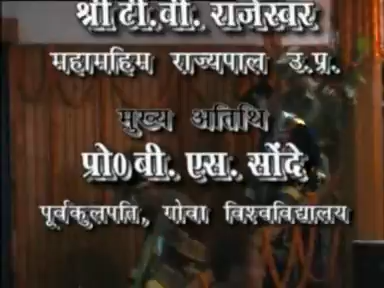 श्री टी.वी. राजेस्वर
महामहिम राज्यपाल उ.प्र.
मुख्य अतिथि
प्रो0 बी. एस. सोंदे
पूर्वकुलपति, गोवा विश्वविद्यालय